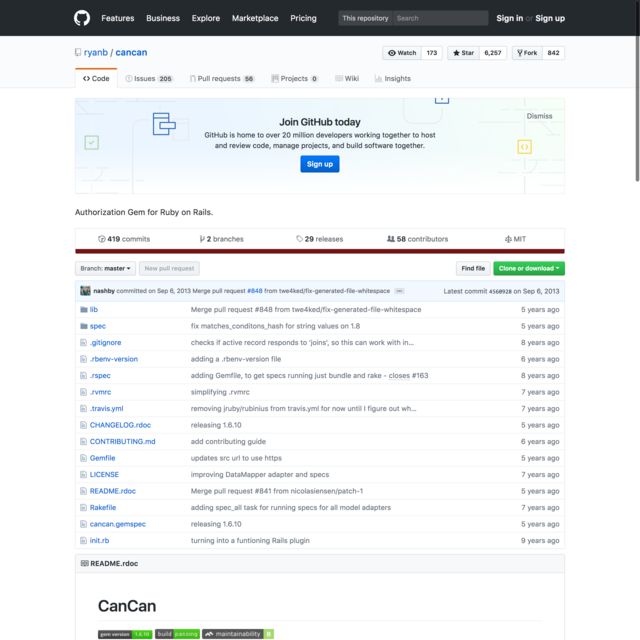 Features Business Explore Marketplace Pricing This repository Search Sign in or Sign up
ryanb / cancan Watch 173 Star 6,257 Fork 842
Code Issues 205 Pull requests 56 Projects 0 Wiki Insights
Join GitHub today
Dismiss
GitHub is home to over 20 million developers working together to host
and review code, manage projects, and build software together.
Sign up
Authorization Gem for Ruby on Rails.
419 commits 2 branches 29 releases 58 contributors MIT
Branch: master New pull request Find file Clone or download
nashby committed on Sep 6, 2013 Merge pull request #848 from twe4ked/fix-generated-file-whitespace ... Latest commit 4560928 on Sep 6, 2013
lib Merge pull request #848 from twe4ked/fix-generated-file-whitespace 5 years ago
spec fix matches_conditons_hash for string values on 1.8 5 years ago
.gitignore checks if active record responds to 'joins', so this can work with in... 8 years ago
.rbenv-version adding a .rbenv-version file 6 years ago
.rspec adding Gemfile, to get specs running just bundle and rake - closes #163 8 years ago
.rvmrc simplifying .rvmrc 7 years ago
.travis.yml removing jruby/rubinius from travis.yml for now until I figure out wh... 7 years ago
CHANGELOG.rdoc releasing 1.6.10 5 years ago
CONTRIBUTING.md add contributing guide 6 years ago
Gemfile updates src url to use https 5 years ago
LICENSE improving DataMapper adapter and specs 7 years ago
README.rdoc Merge pull request #841 from nicolasiensen/patch-1 5 years ago
Rakefile adding spec_all task for running specs for all model adapters 7 years ago
cancan.gemspec releasing 1.6.10 5 years ago
init.rb turning into a funtioning Rails plugin 9 years ago
README.rdoc
CanCan
gem version 1.6.10 build passing maintainability B